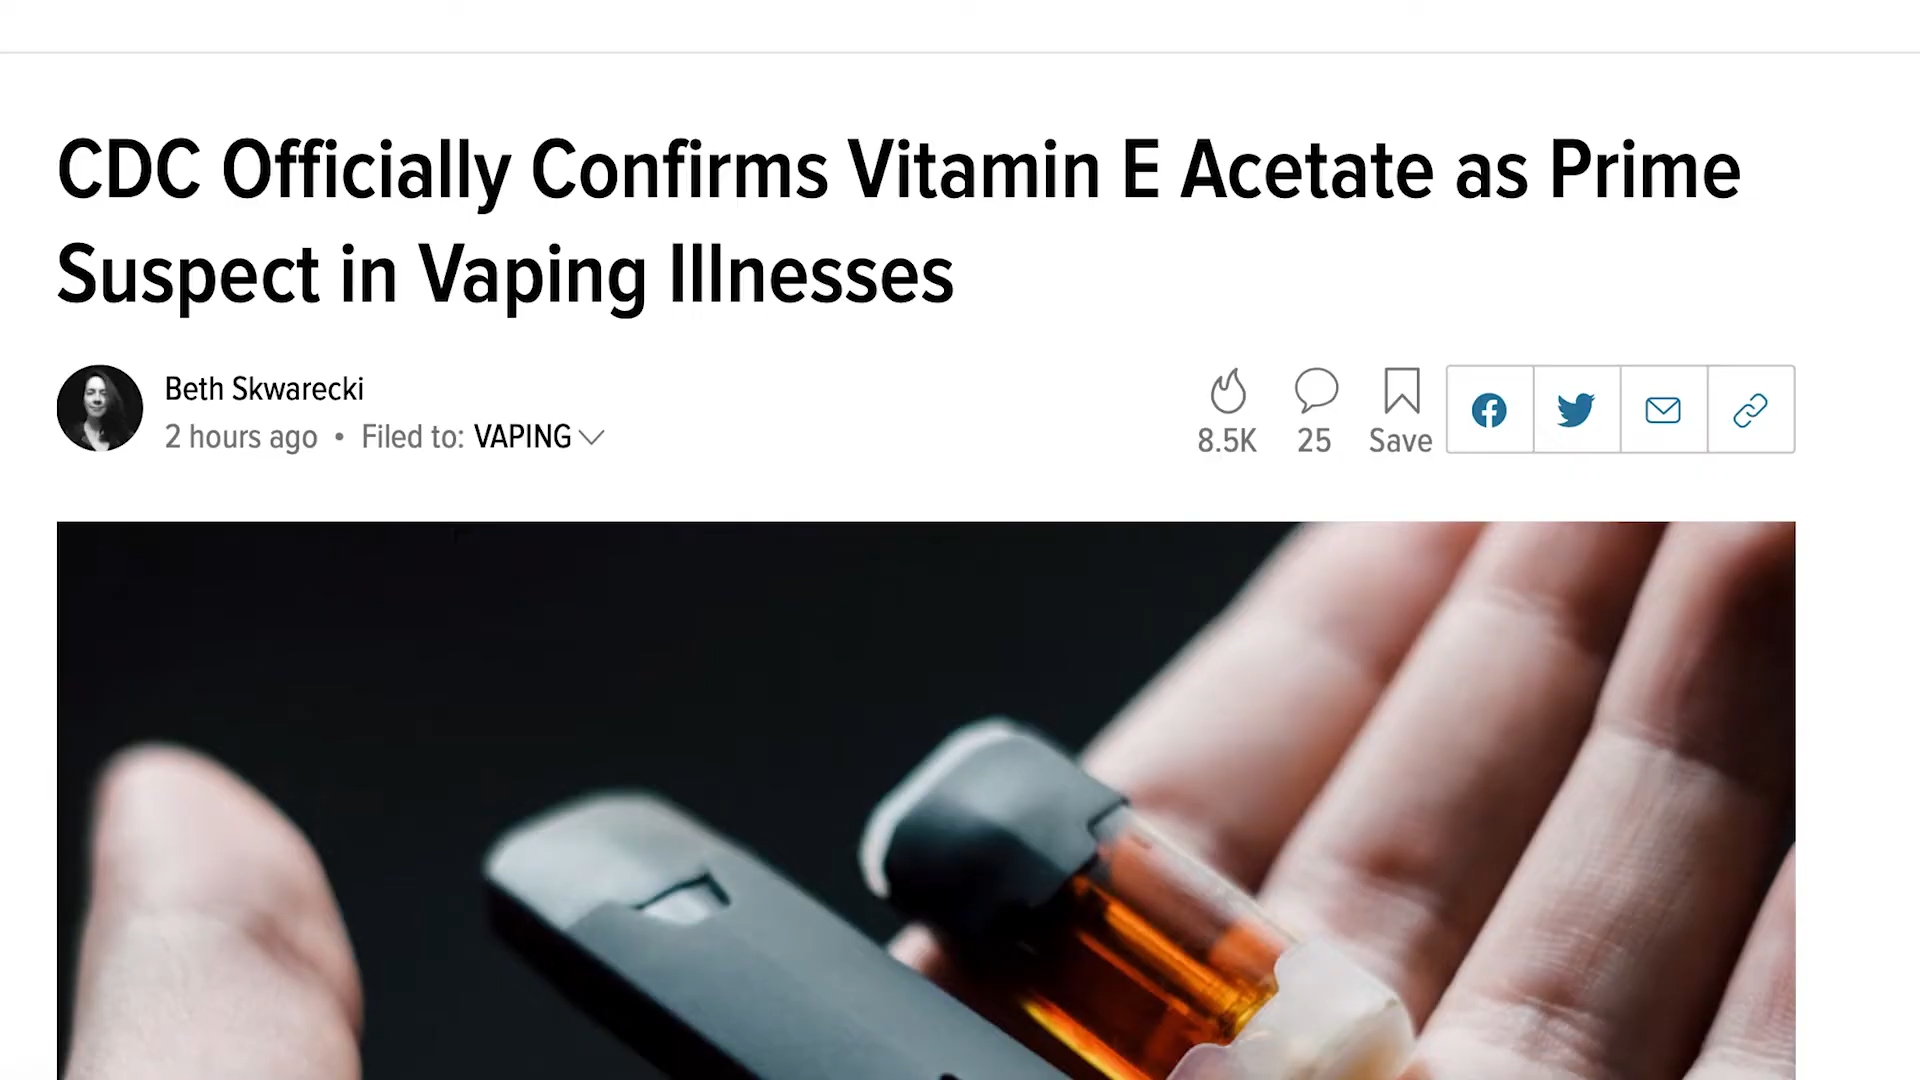 CDC Officially Confirms Vitamin E Acetate as Prime
Suspect in Vaping Illnesses
Beth Skwarecki
2 hours ago • Filed to: VAPING
8.5K
25
Save